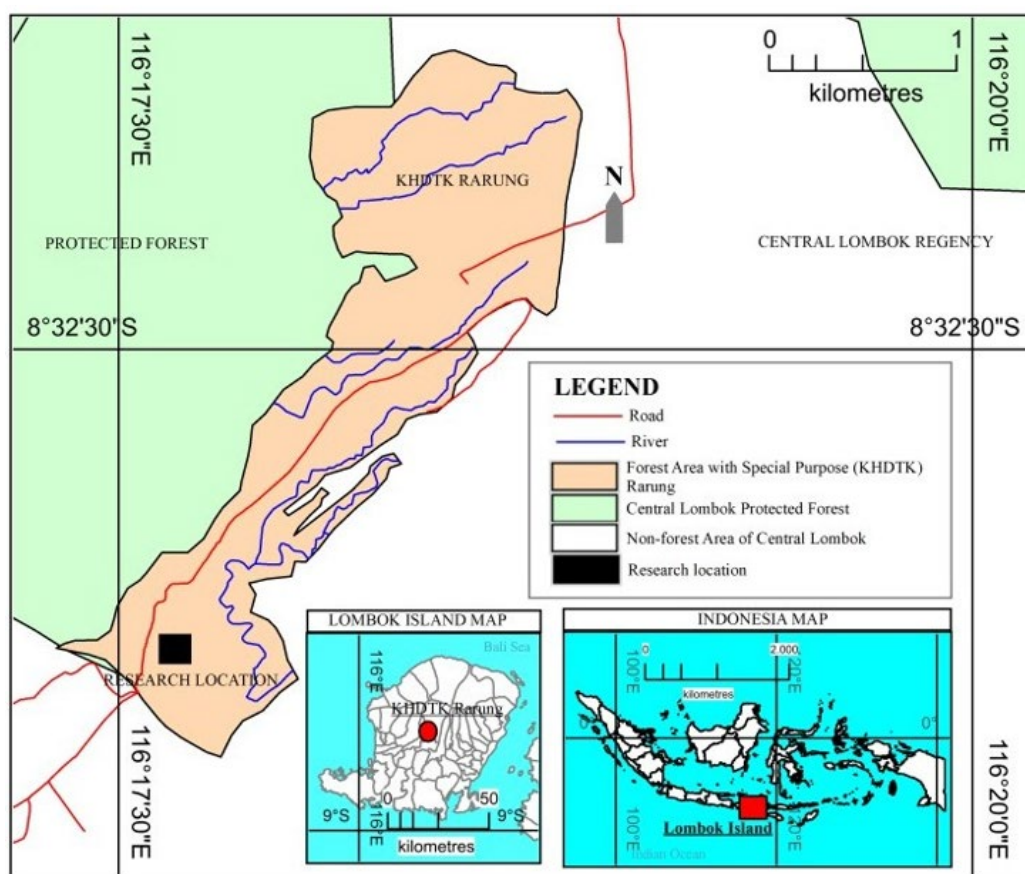 116°17'30"E
0 1
kilometres
116°20'0"E
KHDTK RARUNG
N
PROTECTED FOREST
CENTRAL LOMBOK REGENCY
8°32'30"S
8°32'30"S
LEGEND
Road
River
Forest Area with Special Purpose (KHDTK)
Rarung
Central Lombok Protected Forest
Non-forest Area of Central Lombok
Research location
RESEARCH LOCATION
116°17'30"E
116°20'0"E
LOMBOK ISLAND MAP
Bali Sea
116°E
KHDTK Rarung
0 50
9°S
9°S
116°E
kilometres
INDONESIA MAP
0 2.000,
kilometres
100°E
120°E
0°
0°
Lombok Island
100°E
Indian Ocean